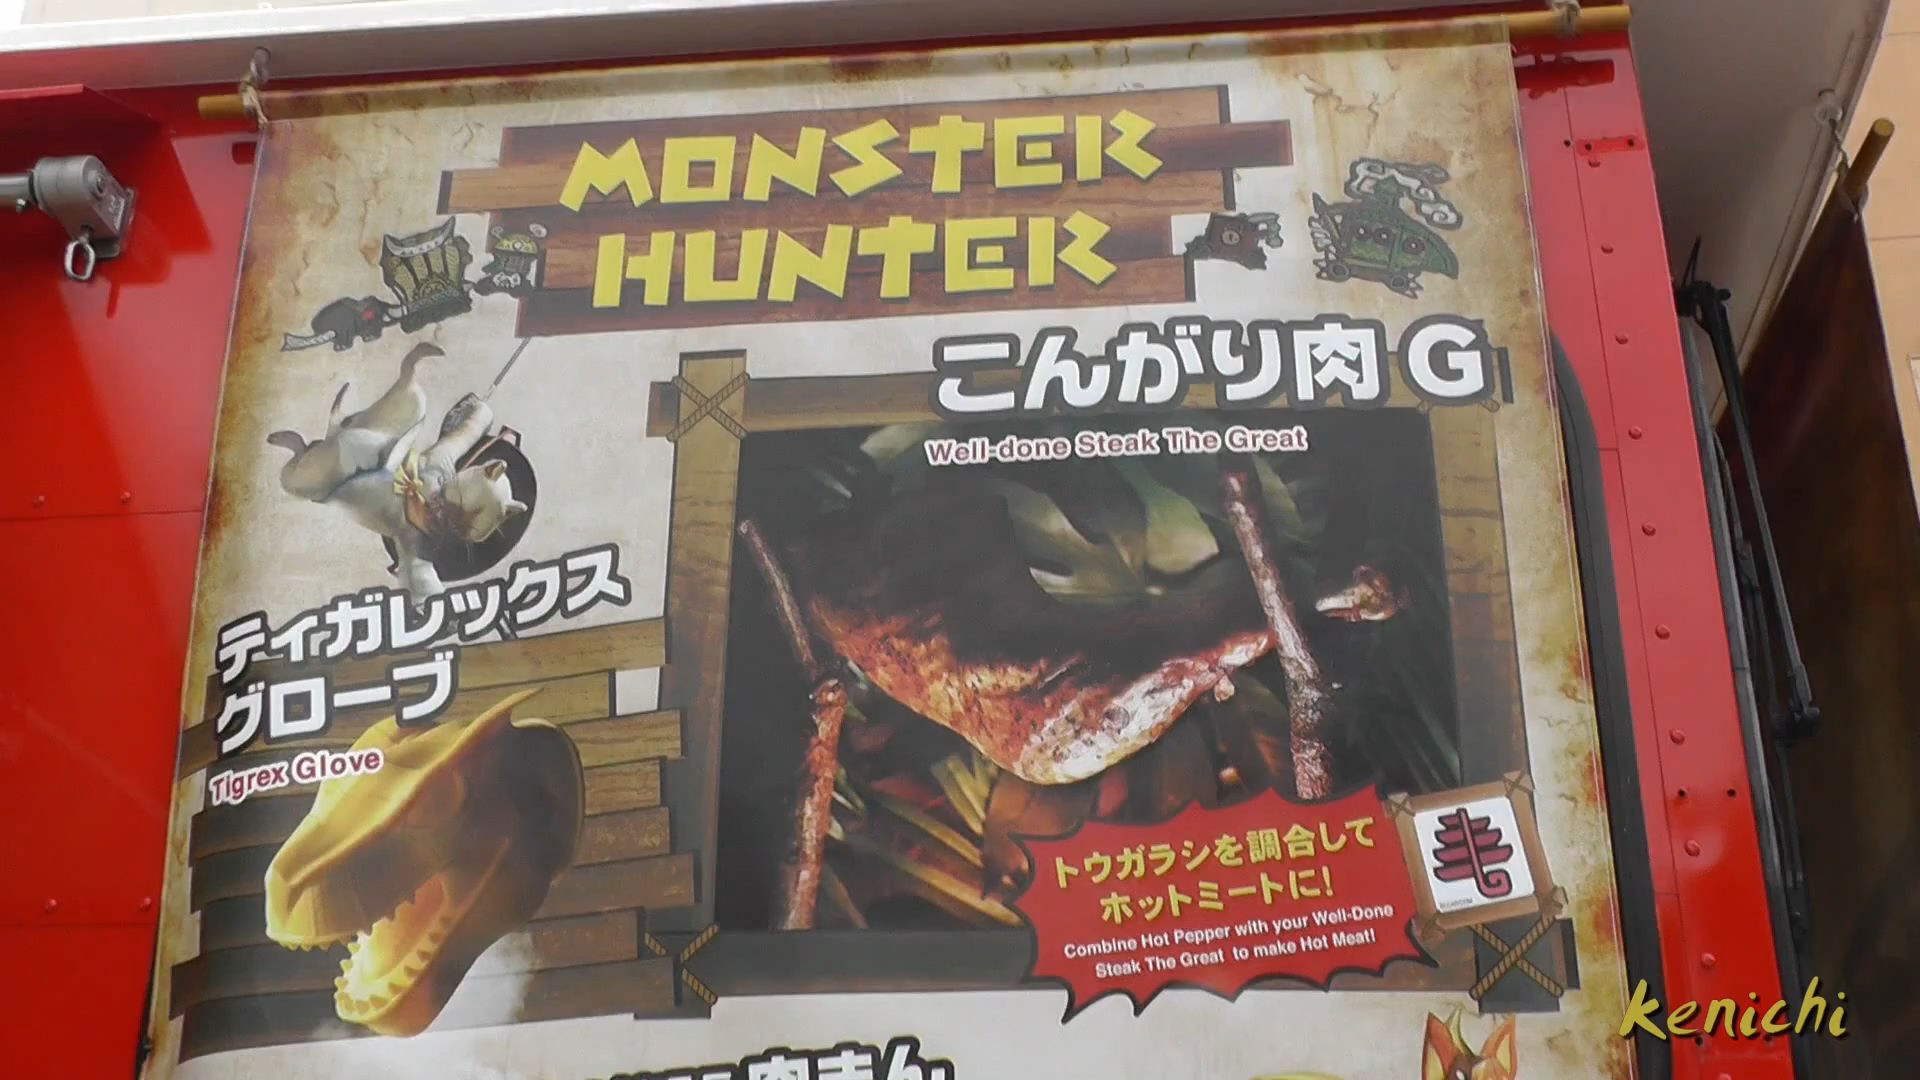 MONSTER
HUNTER
こんがり肉G
Well-done Steak The Great
ティガレックス
グローブ
Tigrex Glove
トウガラシを調合して
ホットミートに!
Combine Hot Pepper with your Well-Done
Steak The Great to make Hot Meat!
肉まん
kenichi